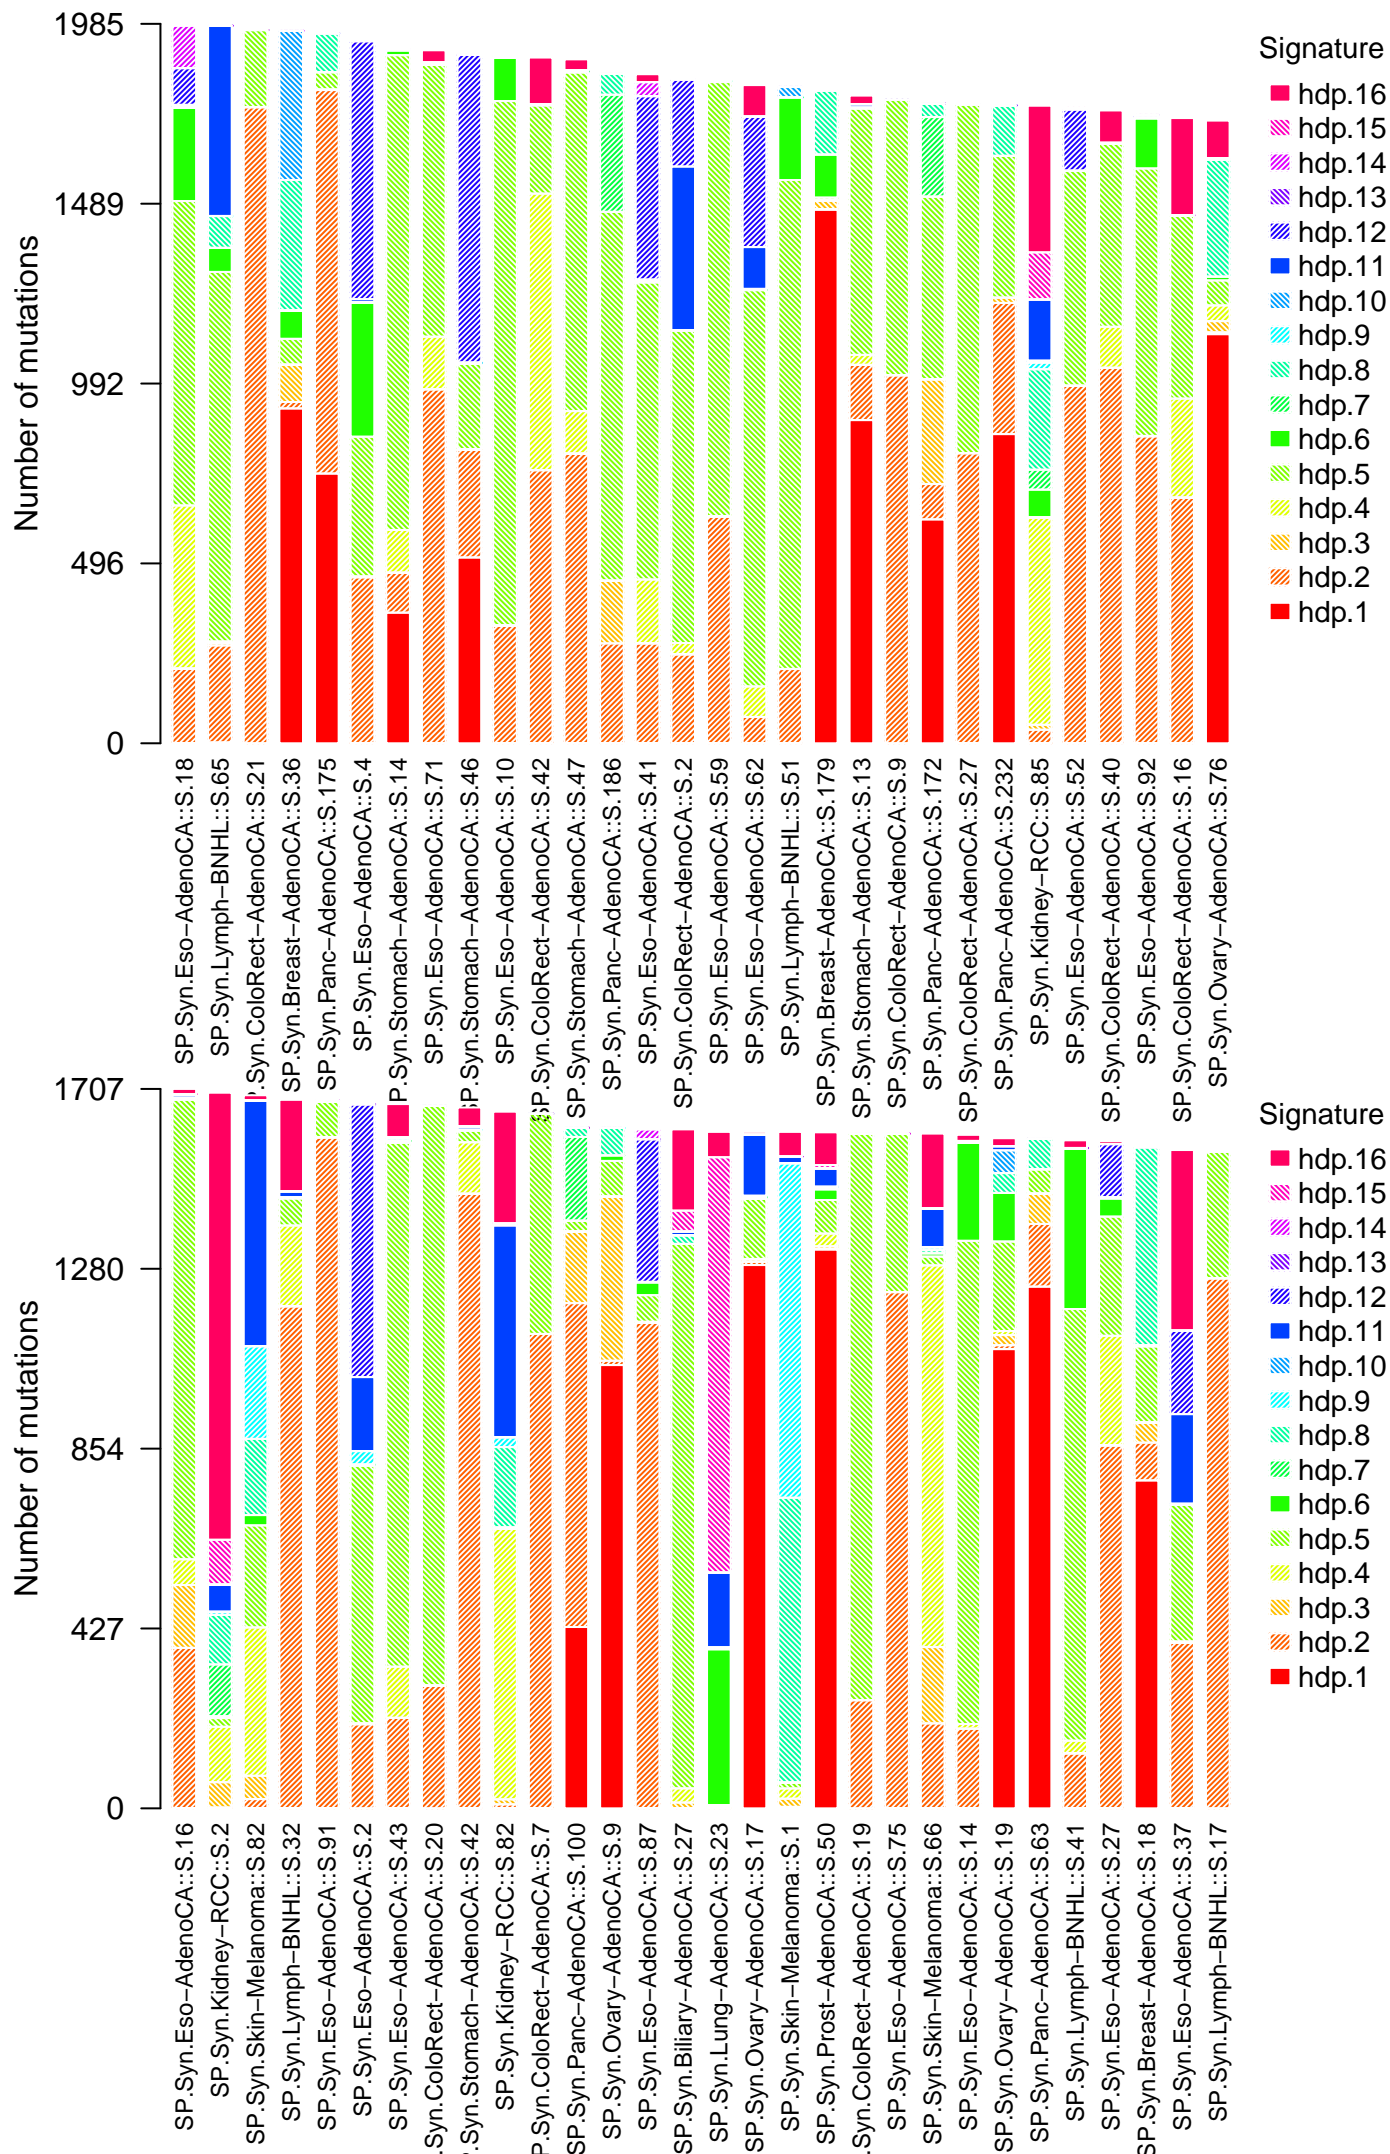 Number of mutations
1985
1489
992
496
0
Signature
hdp.16
hdp.15
hdp.14
hdp.13
hdp.12
hdp.11
hdp.10
hdp.9
hdp.8
hdp.7
hdp.6
hdp.5
hdp.4
hdp.3
hdp.2
hdp.1
SP.Syn.Eso−AdenoCA::S.18
SP.Syn.Lymph−BNHL::S.65
P.Syn.ColoRect−AdenoCA::S.21
SP.Syn.Breast−AdenoCA::S.36
SP.Syn.Panc−AdenoCA::S.175
SP.Syn.Eso−AdenoCA::S.4
SP.Syn.Stomach−AdenoCA::S.14
SP.Syn.Eso−AdenoCA::S.71
SP.Syn.Stomach−AdenoCA::S.46
SP.Syn.Eso−AdenoCA::S.10
SP.Syn.ColoRect−AdenoCA::S.42
SP.Syn.Stomach−AdenoCA::S.47
SP.Syn.Panc−AdenoCA::S.186
SP.Syn.Eso−AdenoCA::S.41
SP.Syn.ColoRect−AdenoCA::S.2
SP.Syn.Eso−AdenoCA::S.59
SP.Syn.Eso−AdenoCA::S.62
SP.Syn.Lymph−BNHL::S.51
SP.Syn.Breast−AdenoCA::S.179
SP.Syn.ColoRect−AdenoCA::S.13
SP.Syn.ColoRect−AdenoCA::S.9
SP.Syn.Panc−AdenoCA::S.172
SP.Syn.ColoRect−AdenoCA::S.27
SP.Syn.Panc−AdenoCA::S.232
SP.Syn.Kidney−RCC::S.85
SP.Syn.Eso−AdenoCA::S.52
SP.Syn.ColoRect−AdenoCA::S.40
SP.Syn.Eso−AdenoCA::S.92
SP.Syn.ColoRect−AdenoCA::S.16
SP.Syn.Ovary−AdenoCA::S.76
Number of mutations
1707
1280
854
427
0
Signature
hdp.16
hdp.15
hdp.14
hdp.13
hdp.12
hdp.11
hdp.10
hdp.9
hdp.8
hdp.7
hdp.6
hdp.5
hdp.4
hdp.3
hdp.2
hdp.1
SP.Syn.Eso−AdenoCA::S.16
SP.Syn.Kidney−RCC::S.2
SP.Syn.Skin−Melanoma::S.82
SP.Syn.Lymph−BNHL::S.32
SP.Syn.Eso−AdenoCA::S.91
SP.Syn.Eso−AdenoCA::S.2
SP.Syn.Eso−AdenoCA::S.43
.Syn.ColoRect−AdenoCA::S.20
P.Syn.Stomach−AdenoCA::S.42
SP.Syn.Kidney−RCC::S.82
P.Syn.ColoRect−AdenoCA::S.7
SP.Syn.Panc−AdenoCA::S.100
SP.Syn.Ovary−AdenoCA::S.9
SP.Syn.Eso−AdenoCA::S.87
SP.Syn.Biliary−AdenoCA::S.27
SP.Syn.Lung−AdenoCA::S.23
SP.Syn.Ovary−AdenoCA::S.17
SP.Syn.Skin−Melanoma::S.1
SP.Syn.Prost−AdenoCA::S.50
.Syn.ColoRect−AdenoCA::S.19
SP.Syn.Eso−AdenoCA::S.75
SP.Syn.Skin−Melanoma::S.66
SP.Syn.Eso−AdenoCA::S.14
SP.Syn.Ovary−AdenoCA::S.19
SP.Syn.Panc−AdenoCA::S.63
SP.Syn.Lymph−BNHL::S.41
SP.Syn.Eso−AdenoCA::S.27
SP.Syn.Breast−AdenoCA::S.18
SP.Syn.Eso−AdenoCA::S.37
SP.Syn.Lymph−BNHL::S.17